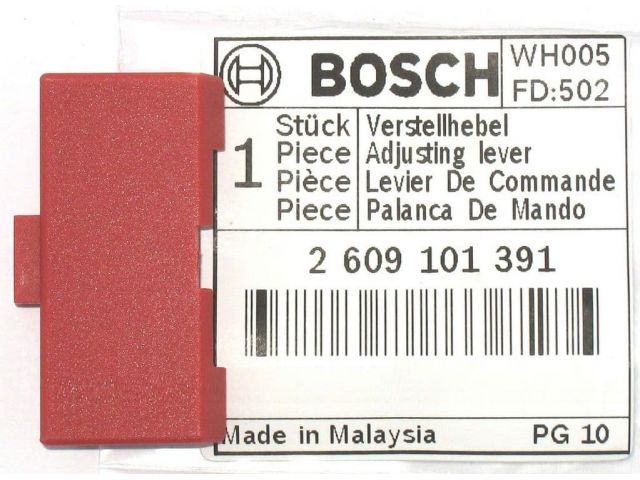 BOSCH
WH005
FD:502
1
Stück
Piece
Pièce
Piece
Verstellhebel
Adjusting lever
Levier De Commande
Palanca De Mando
2 609 101 391
Made in Malaysia PG 10